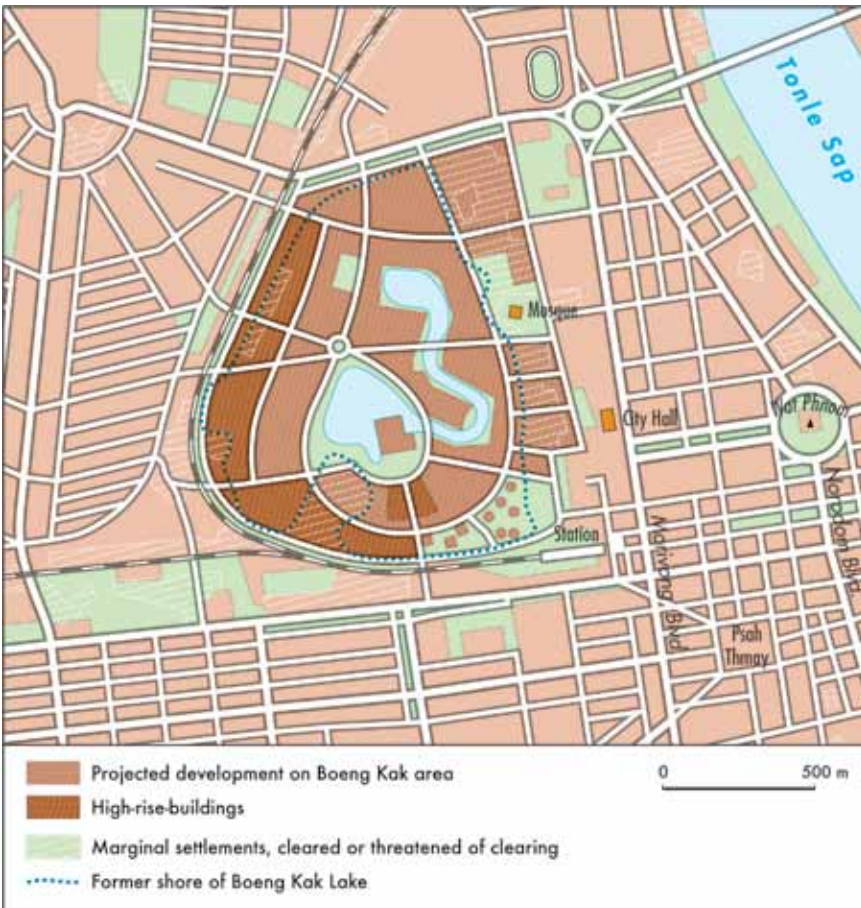 Tonle Sap
Mosque
City Hall
Nat Phnom
Norodom Blvd.
Station
Monivong Blvd
Psah
Thmay
Projected development on Boeng Kak area
0 500 m
High-rise-buildings
Marginal settlements, cleared or threatened of clearing
Former shore of Boeng Kak Lake